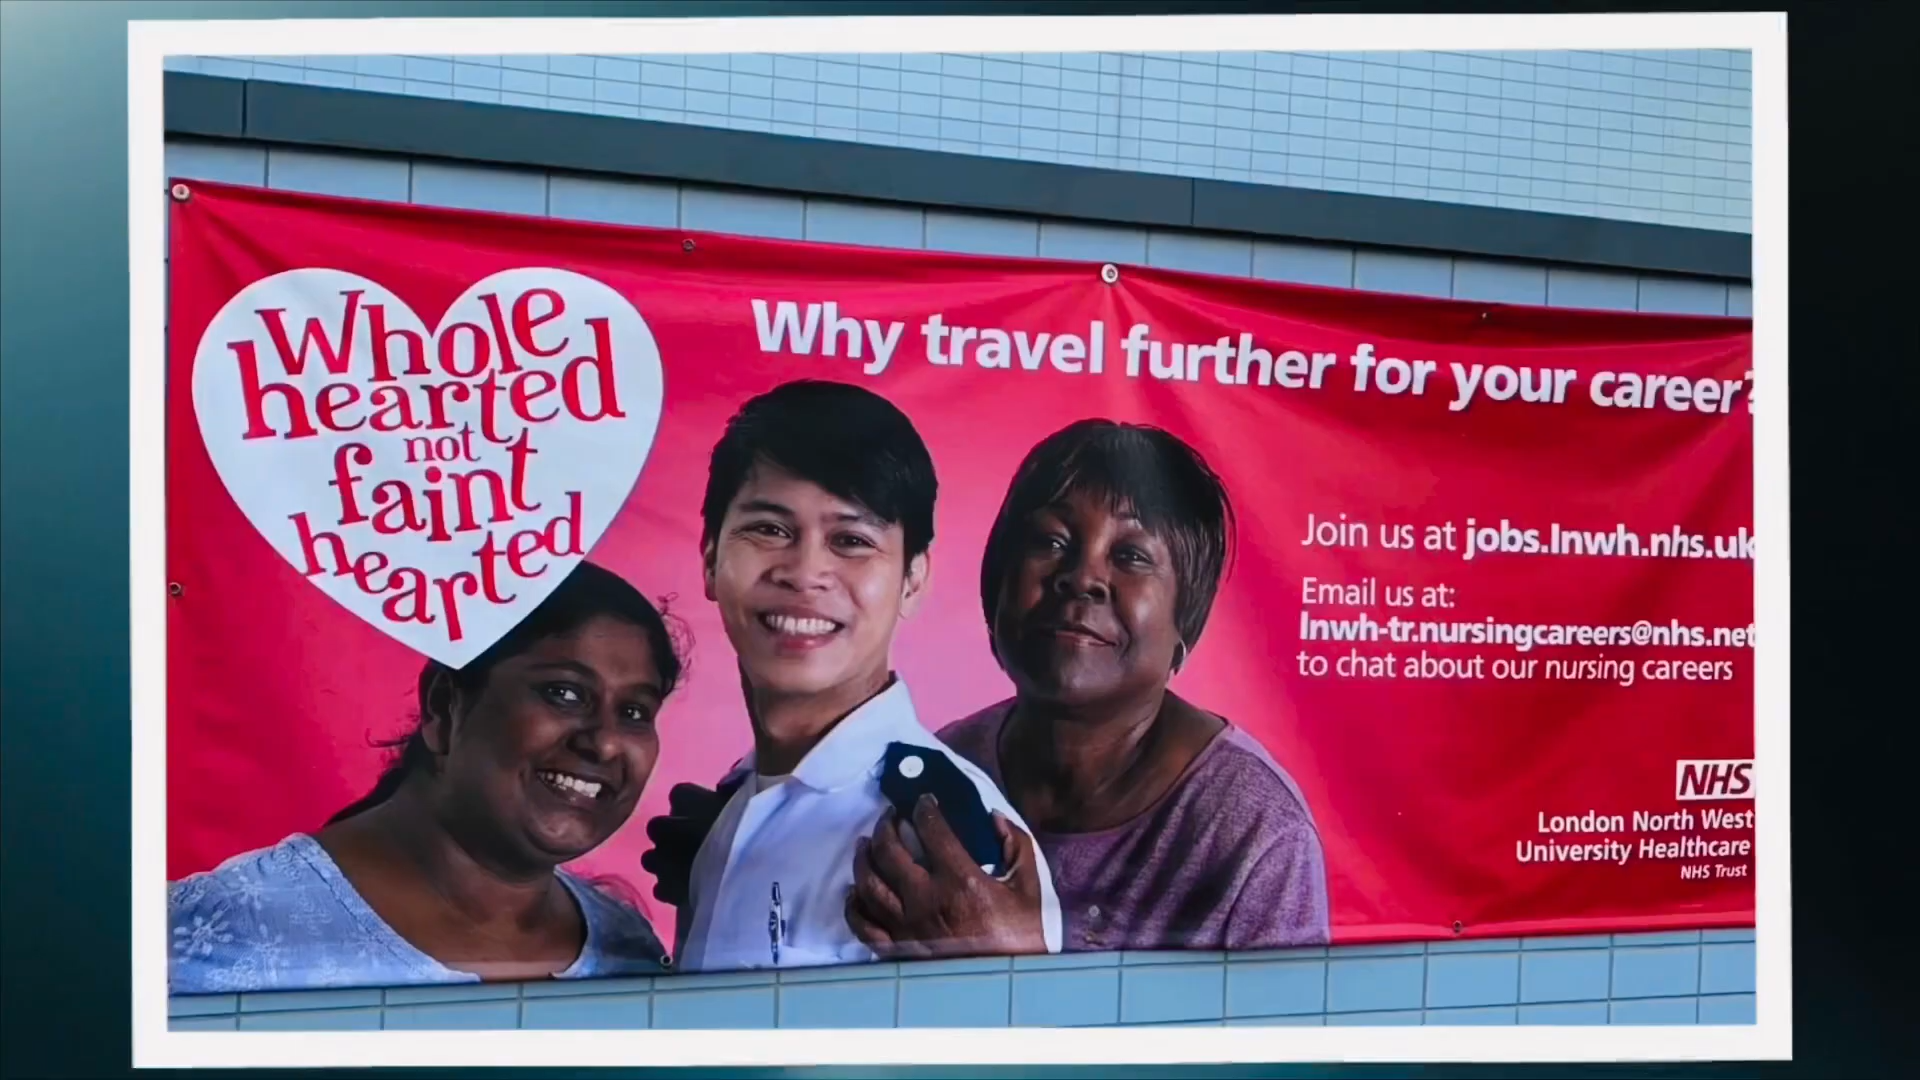 Whole
hearted
not
faint
hearted
Why travel further for your career?
Join us at jobs.lnwh.nhs.uk
Email us at:
lnwh-tr.nursingcareers@nhs.net
to chat about our nursing careers
NHS
London North West
University Healthcare
NHS Trust